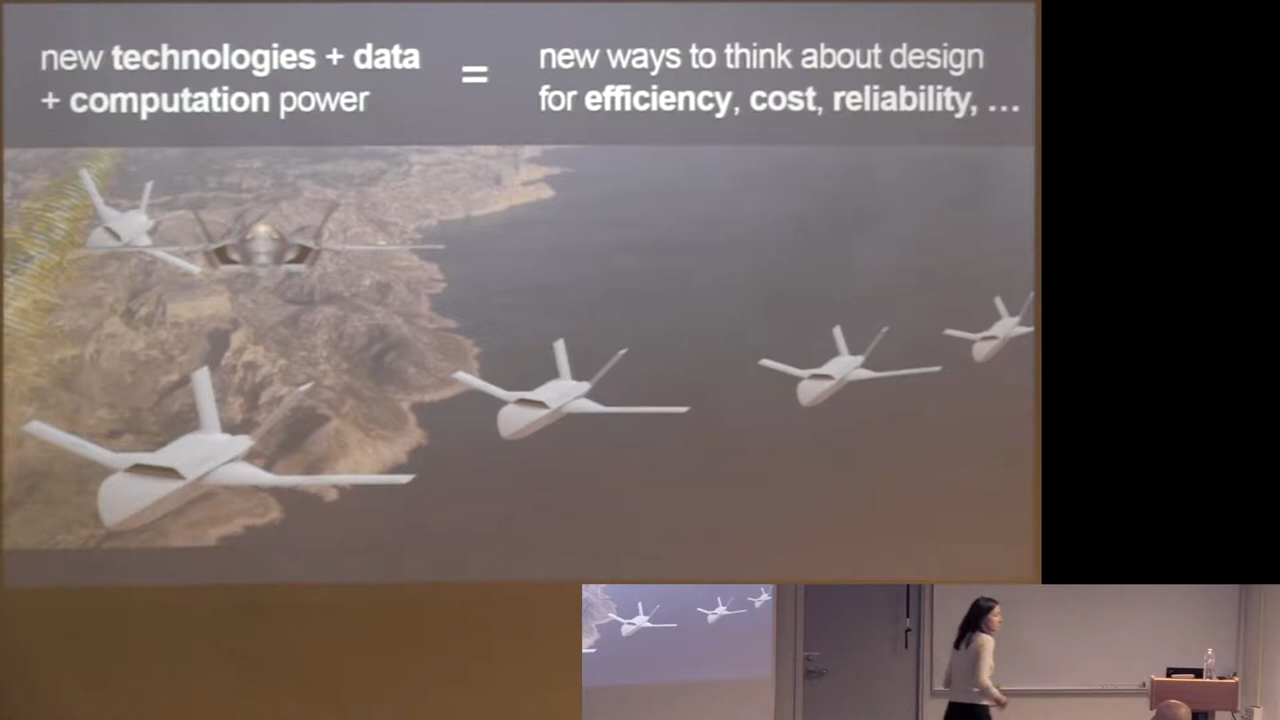 new technologies + data
+ computation power
=
new ways to think about design
for efficiency, cost, reliability, …